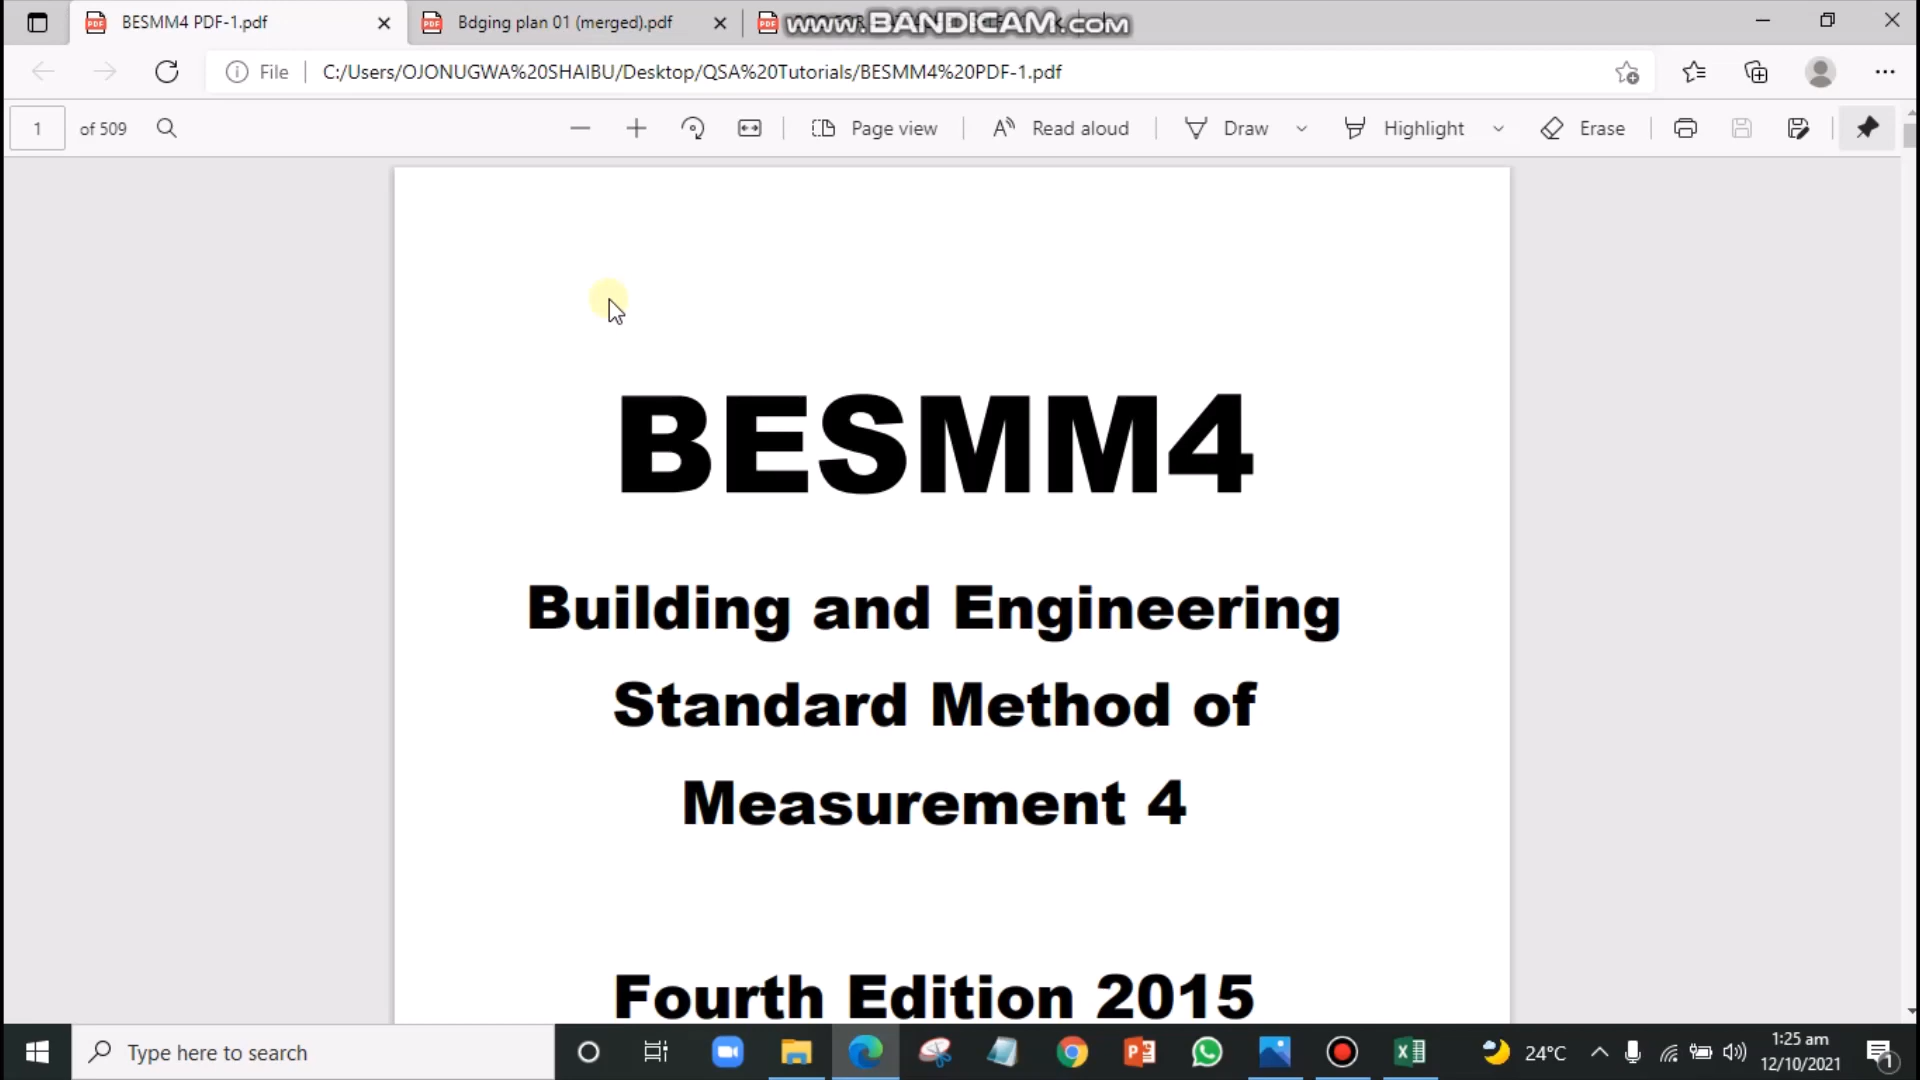 BESMM4 PDF-1.pdf
Bdging plan 01 (merged).pdf
www.BANDICAM.com
File
C:/Users/OJONUGWA%20SHAIBU/Desktop/QSA%20Tutorials/BESMM4%20PDF-1.pdf
1 of 509
Page view
Read aloud
Draw
Highlight
Erase
BESMM4
Building and Engineering
Standard Method of
Measurement 4
Fourth Edition 2015
Type here to search
24°C
1:25 am
12/10/2021
1